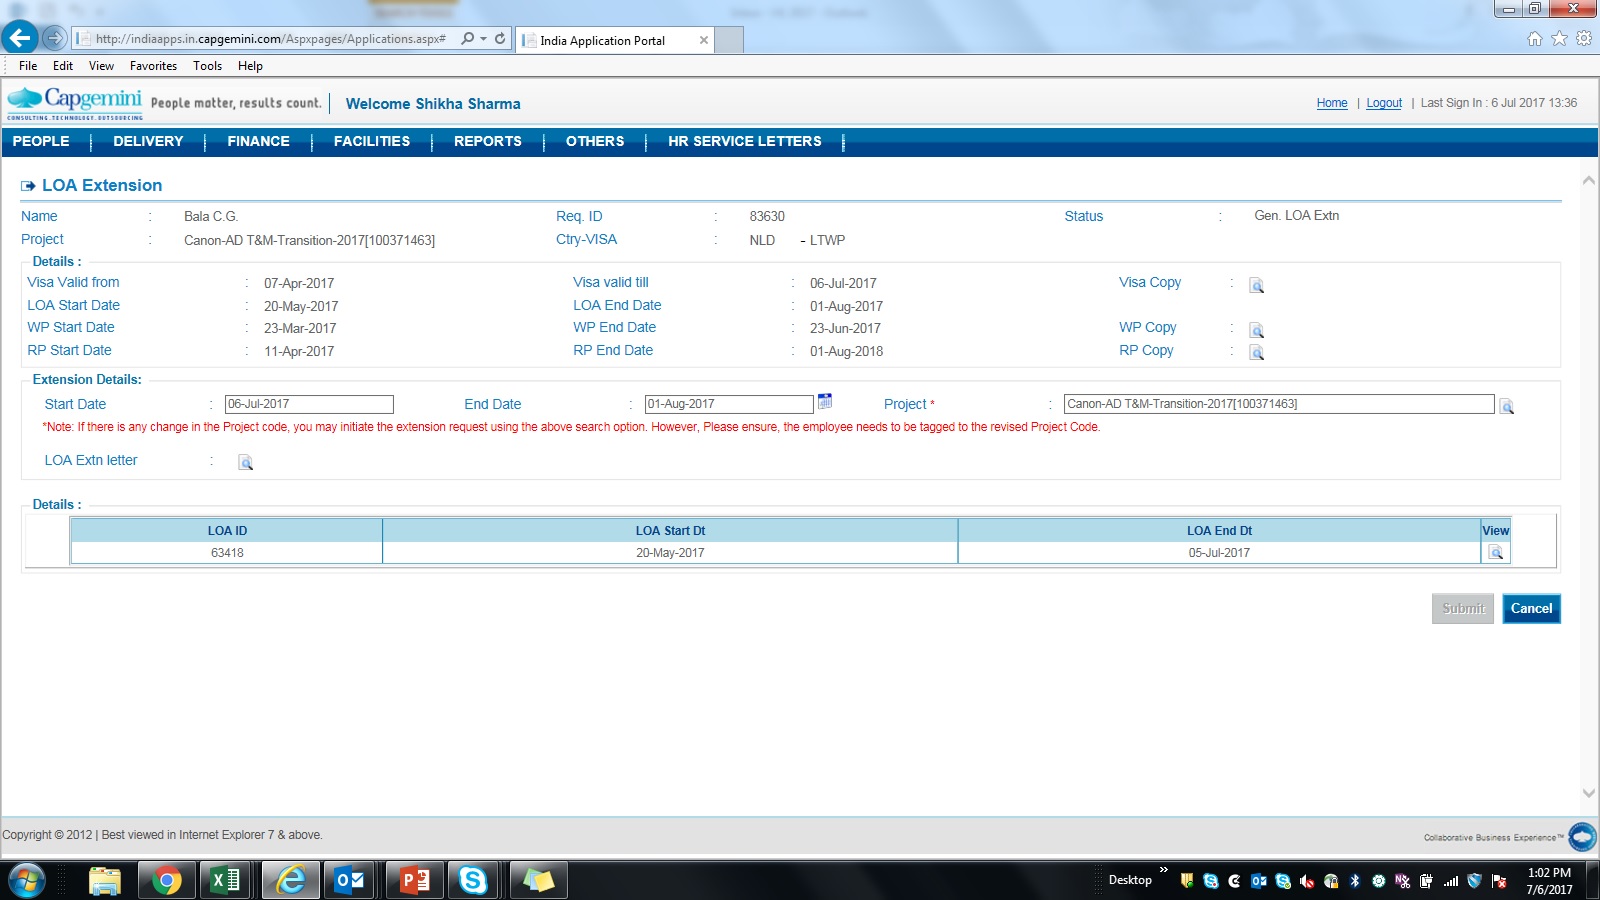 http://indiaapps.in.capgemini.com/Aspxpages/Applications.aspx#
India Application Portal
File Edit View Favorites Tools Help
Capgemini People matter, results count. Welcome Shikha Sharma Home | Logout | Last Sign In : 6 Jul 2017 13:36
CONSULTING.TECHNOLOGY.OUTSOURCING
PEOPLE DELIVERY FINANCE FACILITIES REPORTS OTHERS HR SERVICE LETTERS
LOA Extension
Name : Bala C.G. Req. ID : 83630 Status : Gen. LOA Extn
Project : Canon-AD T&M-Transition-2017[100371463] Ctry-VISA : NLD - LTWP
Details :
Visa Valid from : 07-Apr-2017 Visa valid till : 06-Jul-2017 Visa Copy :
LOA Start Date : 20-May-2017 LOA End Date : 01-Aug-2017
WP Start Date : 23-Mar-2017 WP End Date : 23-Jun-2017 WP Copy :
RP Start Date : 11-Apr-2017 RP End Date : 01-Aug-2018 RP Copy :
Extension Details:
Start Date : 06-Jul-2017 End Date : 01-Aug-2017 Project * : Canon-AD T&M-Transition-2017[100371463]
*Note: If there is any change in the Project code, you may initiate the extension request using the above search option. However, Please ensure, the employee needs to be tagged to the revised Project Code.
LOA Extn letter :
Details :
LOA ID LOA Start Dt LOA End Dt View
63418 20-May-2017 05-Jul-2017
Submit Cancel
Copyright © 2012 | Best viewed in Internet Explorer 7 & above.
Collaborative Business Experience™
Desktop
1:02 PM
7/6/2017